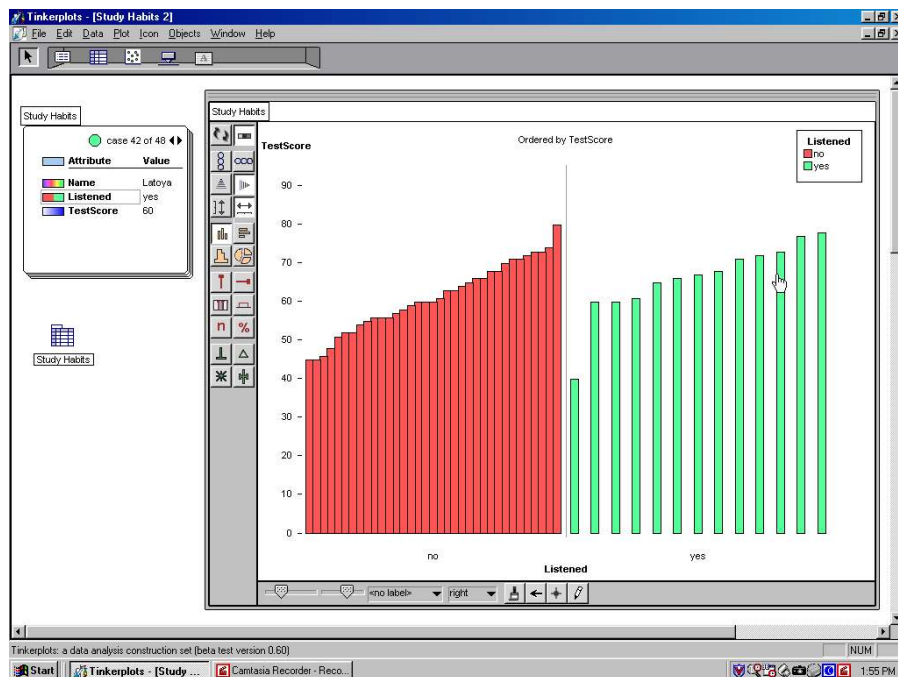 Tinkerplots - [Study Habits 2]
File Edit Data Plot Icon Objects Window Help
A
Study Habits
case 42 of 48
Attribute Value
Name Latoya
Listened yes
TestScore 60
Study Habits
Study Habits
n %
TestScore
Ordered by TestScore
Listened
no
yes
90
80
70
60
50
40
30
20
10
0
no yes
Listened
<no label> right
Tinkerplots: a data analysis construction set (beta test version 0.60) NUM
Start Tinkerplots - [Study ... Camtasia Recorder - Reco... 1:55 PM